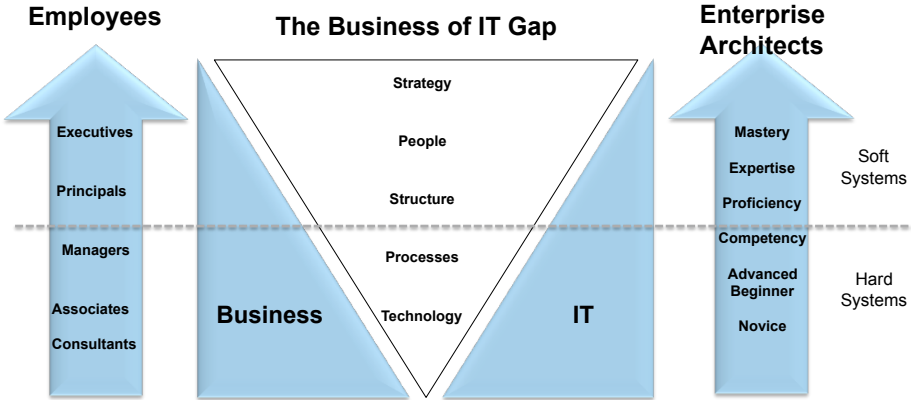 Employees
The Business of IT Gap
Enterprise
Architects
Executives
Principals
Managers
Associates
Consultants
Strategy
People
Structure
Processes
Technology
Business
IT
Mastery
Expertise
Proficiency
Competency
Advanced
Beginner
Novice
Soft
Systems
Hard
Systems